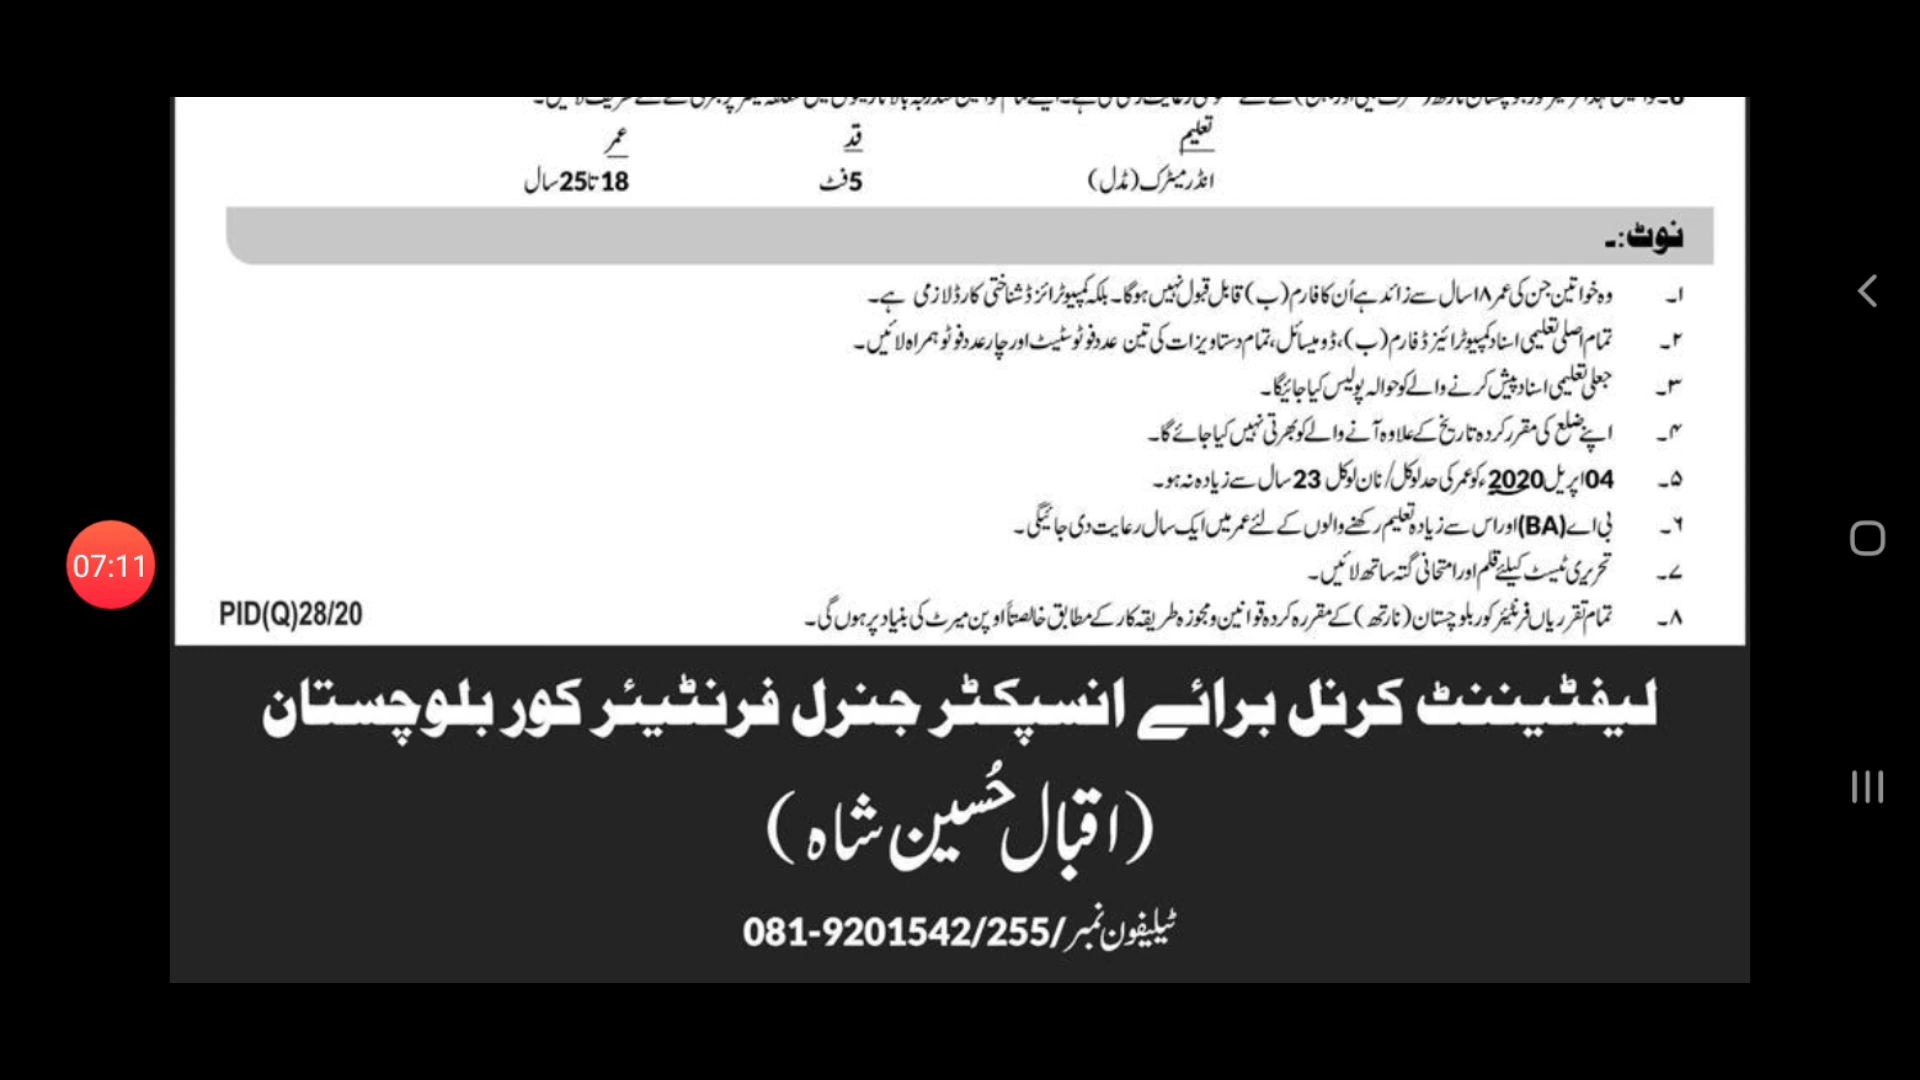 تعلیم قد عمر
انڈر میٹرک (مڈل) 5فٹ 18تا25سال
نوٹ:۔
۱۔ وہ خواتین جن کی عمر ۱۸ سال سے زائد ہے اُن کا فارم (ب) قابل قبول نہیں ہوگا۔ بلکہ کمپیوٹرائزڈ شناختی کارڈ لازمی ہے۔
۲۔ تمام اصلی تعلیمی اسناد کمپیوٹرائیزڈ فارم (ب)، ڈومیسائل، تمام دستاویزات کی تین عدد فوٹوسٹیٹ اور چار عدد فوٹو ہمراہ لائیں۔
۳۔ جعلی تعلیمی اسناد پیش کرنے والے کو حوالہ پولیس کیا جائیگا۔
۴۔ اپنے ضلع کی مقرر کردہ تاریخ کے علاوہ آنے والے کو بھرتی نہیں کیا جائے گا۔
۵۔ 04 اپریل 2020ء کو عمر کی حد لوکل/نان لوکل 23 سال سے زیادہ نہ ہو۔
۶۔ بی اے (BA) اور اس سے زیادہ تعلیم رکھنے والوں کے لئے عمر میں ایک سال رعایت دی جائیگی۔
۷۔ تحریری ٹیسٹ کیلئے قلم اور امتحانی گتہ ساتھ لائیں۔
۸۔ تمام تقرریاں فرنٹیئر کور بلوچستان (نارتھ) کے مقررہ کردہ قوانین و مجوزہ طریقہ کار کے مطابق خالصتاً اوپن میرٹ کی بنیاد پر ہوں گی۔
PID(Q)28/20
لیفٹیننٹ کرنل برائے انسپکٹر جنرل فرنٹیئر کور بلوچستان
(اقبال حُسین شاہ)
ٹیلیفون نمبر/081-9201542/255
07:11